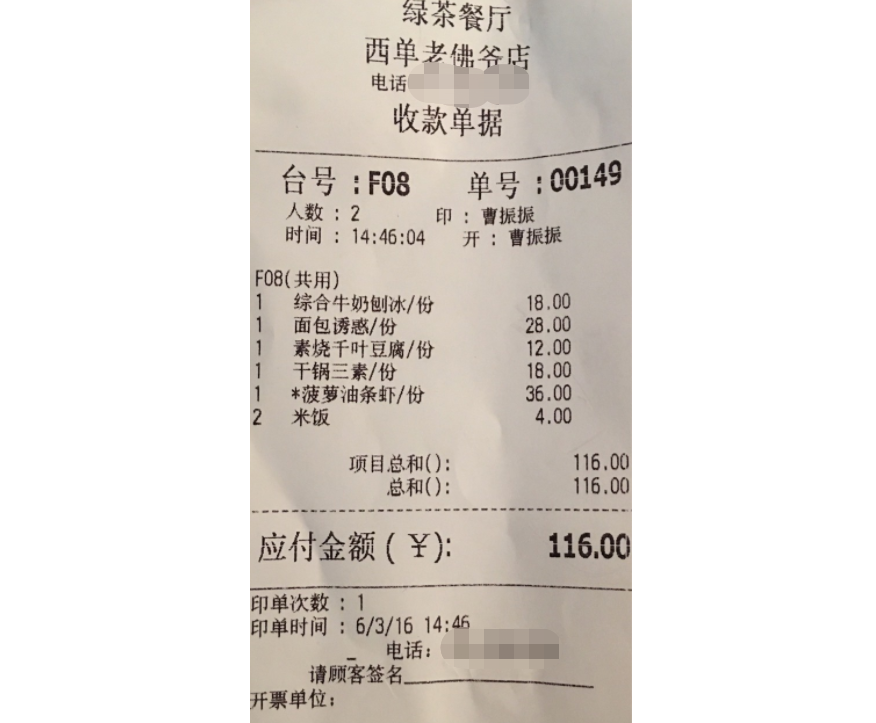 绿茶餐厅
西单老佛爷店
电话
收款单据
台号:F08 单号:00149
人数:2 印:曹振振
时间:14:46:04 开:曹振振
F08(共用)
1 综合牛奶刨冰/份 18.00
1 面包诱惑/份 28.00
1 素烧千叶豆腐/份 12.00
1 干锅三素/份 18.00
1 *菠萝油条虾/份 36.00
2 米饭 4.00
项目总和(): 116.00
总和(): 116.00
应付金额(¥): 116.00
印单次数:1
印单时间:6/3/16 14:46
电话:
请顾客签名
开票单位: